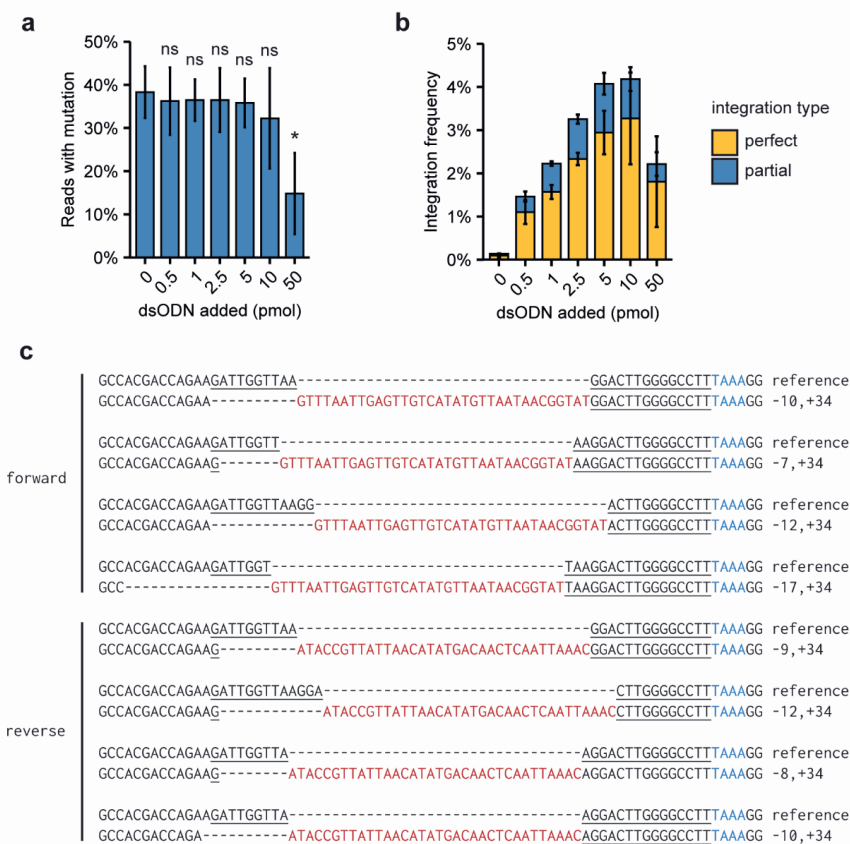 a
50%
40%
30%
20%
10%
0%
Reads with mutation
ns
ns
ns
ns
ns
*
0
0.5
1
2.5
5
10
50
dsODN added (pmol)
b
5%
4%
3%
2%
1%
0%
Integration frequency
0
0.5
1
2.5
5
10
50
dsODN added (pmol)
integration type
perfect
partial
c
forward
GCCACGACCAGAAGATTGGTTAA----------------------------------GGACTTGGGGCCTTTAAAGG reference
GCCACGACCAGAA----------GTTTAATTGAGTTGTCATATGTTAATAACGGTATGGACTTGGGGCCTTTAAAGG -10,+34
GCCACGACCAGAAGATTGGTT----------------------------------AAGGACTTGGGGCCTTTAAAGG reference
GCCACGACCAGAAG-------GTTTAATTGAGTTGTCATATGTTAATAACGGTATAAGGACTTGGGGCCTTTAAAGG -7,+34
GCCACGACCAGAAGATTGGTTAAGG----------------------------------ACTTGGGGCCTTTAAAGG reference
GCCACGACCAGAA------------GTTTAATTGAGTTGTCATATGTTAATAACGGTATACTTGGGGCCTTTAAAGG -12,+34
GCCACGACCAGAAGATTGGT----------------------------------TAAGGACTTGGGGCCTTTAAAGG reference
GCC-----------------GTTTAATTGAGTTGTCATATGTTAATAACGGTATTAAGGACTTGGGGCCTTTAAAGG -17,+34
reverse
GCCACGACCAGAAGATTGGTTAA----------------------------------GGACTTGGGGCCTTTAAAGG reference
GCCACGACCAGAAG---------ATACCGTTATTAACATATGACAACTCAATTAAACGGACTTGGGGCCTTTAAAGG -9,+34
GCCACGACCAGAAGATTGGTTAAGGA----------------------------------CTTGGGGCCTTTAAAGG reference
GCCACGACCAGAAG------------ATACCGTTATTAACATATGACAACTCAATTAAACCTTGGGGCCTTTAAAGG -12,+34
GCCACGACCAGAAGATTGGTTA----------------------------------AGGACTTGGGGCCTTTAAAGG reference
GCCACGACCAGAAG--------ATACCGTTATTAACATATGACAACTCAATTAAACAGGACTTGGGGCCTTTAAAGG -8,+34
GCCACGACCAGAAGATTGGTTA----------------------------------AGGACTTGGGGCCTTTAAAGG reference
GCCACGACCAGA----------ATACCGTTATTAACATATGACAACTCAATTAAACAGGACTTGGGGCCTTTAAAGG -10,+34